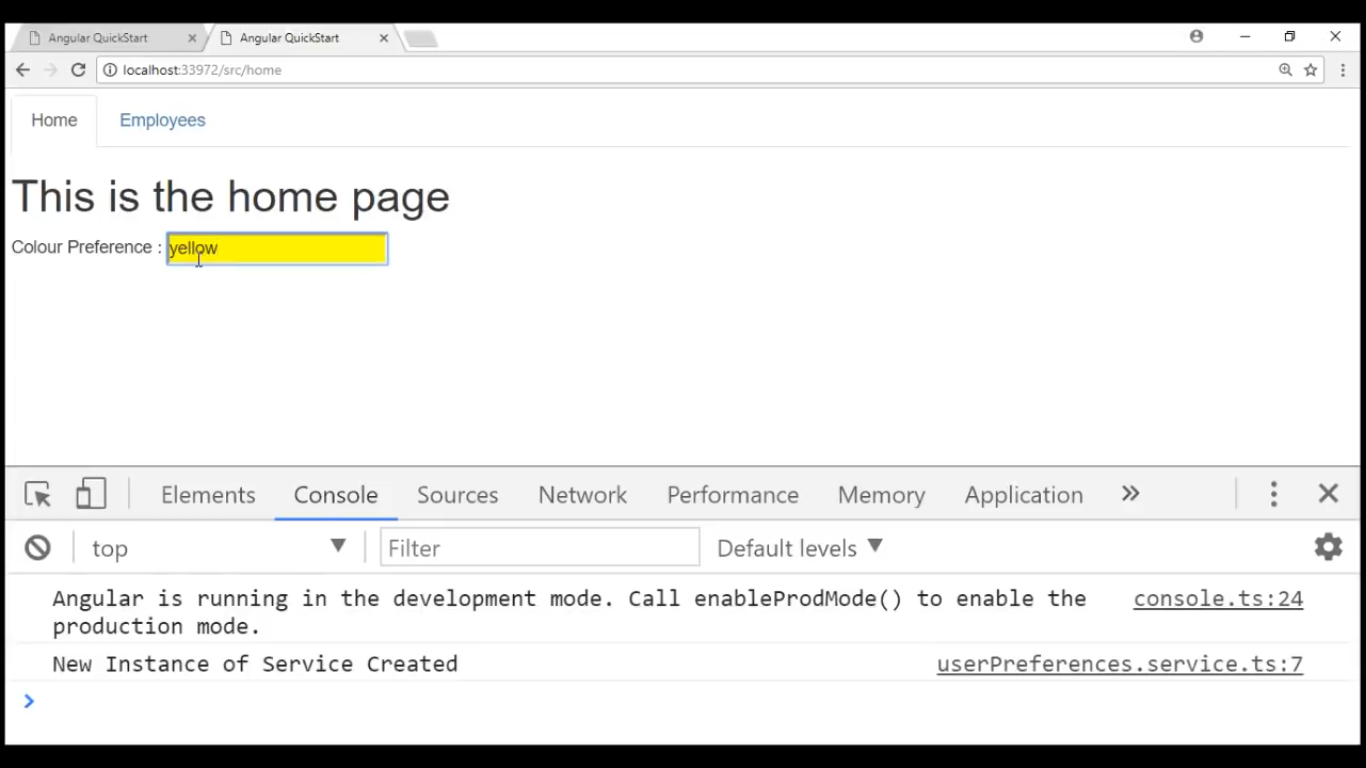 Angular QuickStart
Angular QuickStart
localhost:33972/src/home
Home Employees
This is the home page
Colour Preference : yellow
Elements Console Sources Network Performance Memory Application »
top Filter Default levels
Angular is running in the development mode. Call enableProdMode() to enable the console.ts:24
production mode.
New Instance of Service Created userPreferences.service.ts:7